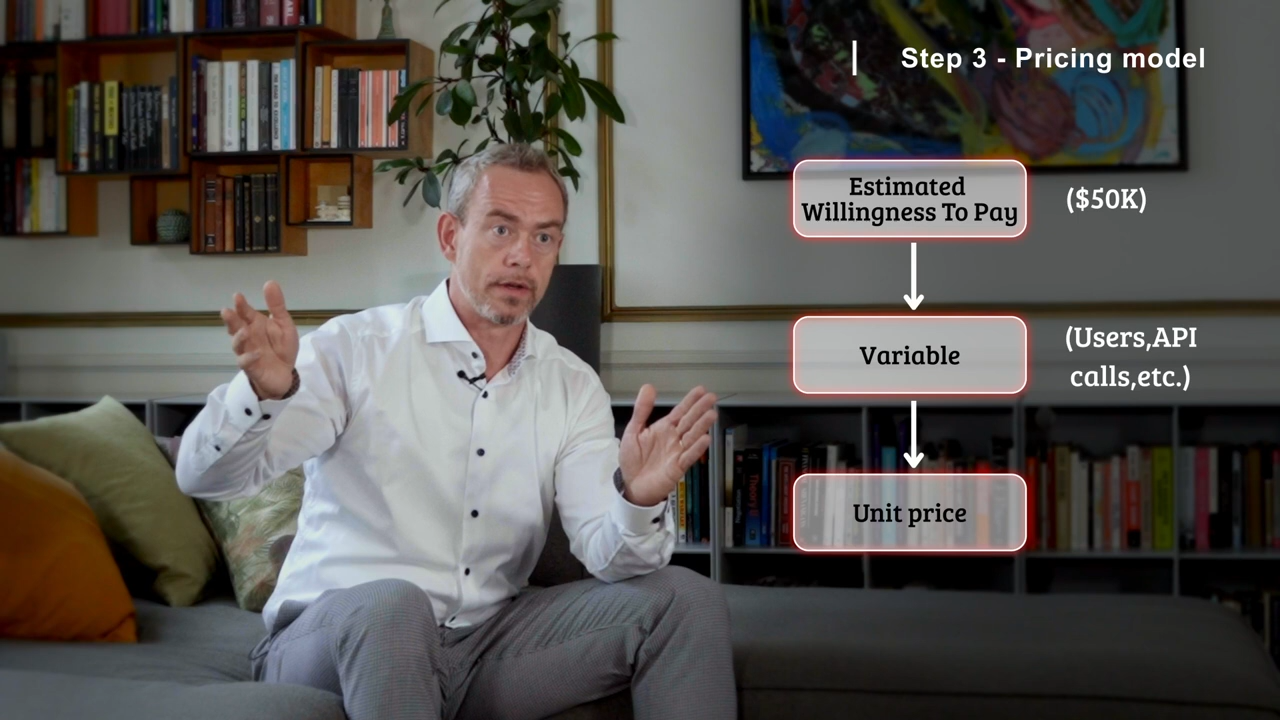 Step 3 - Pricing model
Estimated
Willingness To Pay
($50K)
Variable
(Users,API
calls,etc.)
Unit price